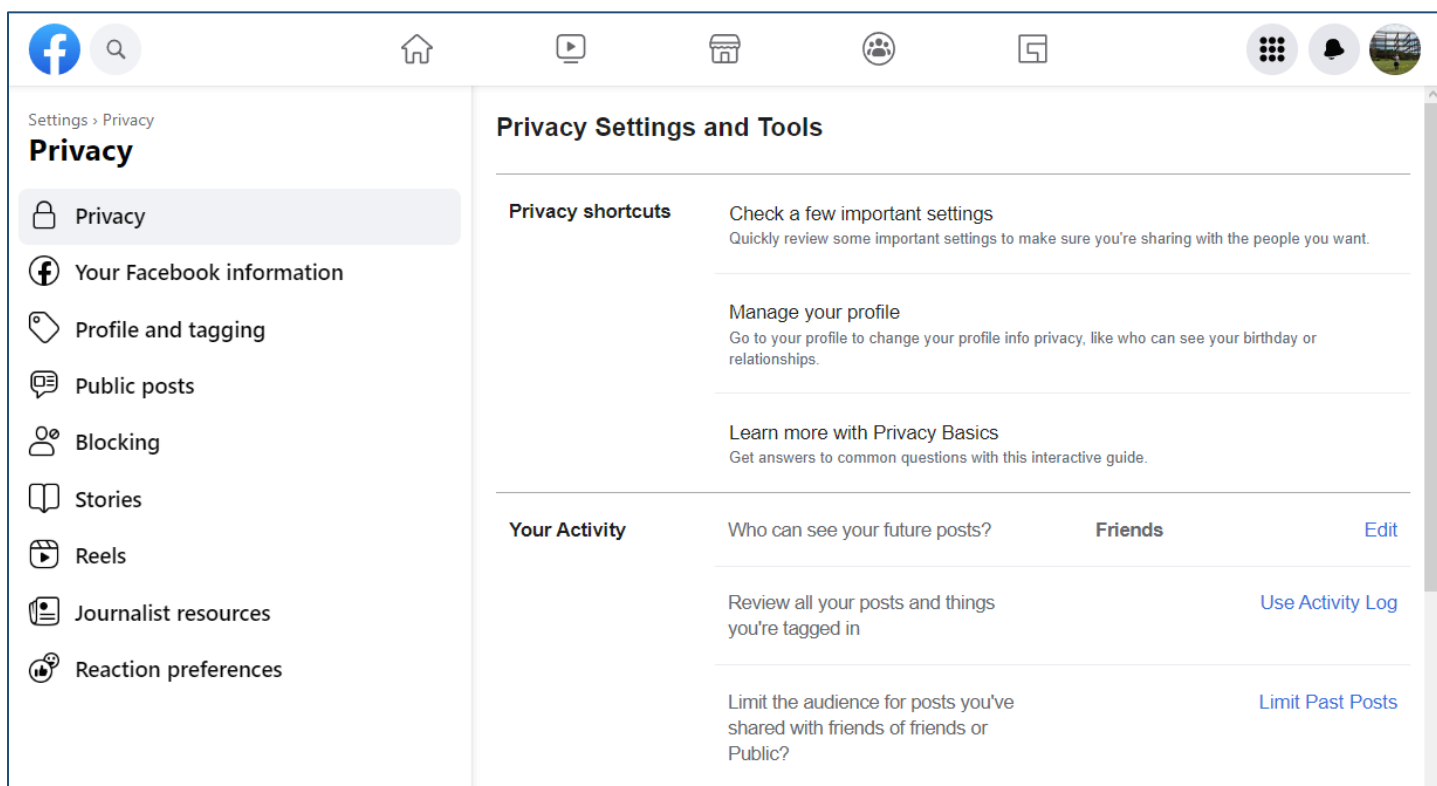 Settings › Privacy
Privacy
Privacy
Your Facebook information
Profile and tagging
Public posts
Blocking
Stories
Reels
Journalist resources
Reaction preferences
Privacy Settings and Tools
Privacy shortcuts
Check a few important settings
Quickly review some important settings to make sure you're sharing with the people you want.
Manage your profile
Go to your profile to change your profile info privacy, like who can see your birthday or
relationships.
Learn more with Privacy Basics
Get answers to common questions with this interactive guide.
Your Activity
Who can see your future posts? Friends Edit
Review all your posts and things
you're tagged in
Use Activity Log
Limit the audience for posts you've
shared with friends of friends or
Public?
Limit Past Posts